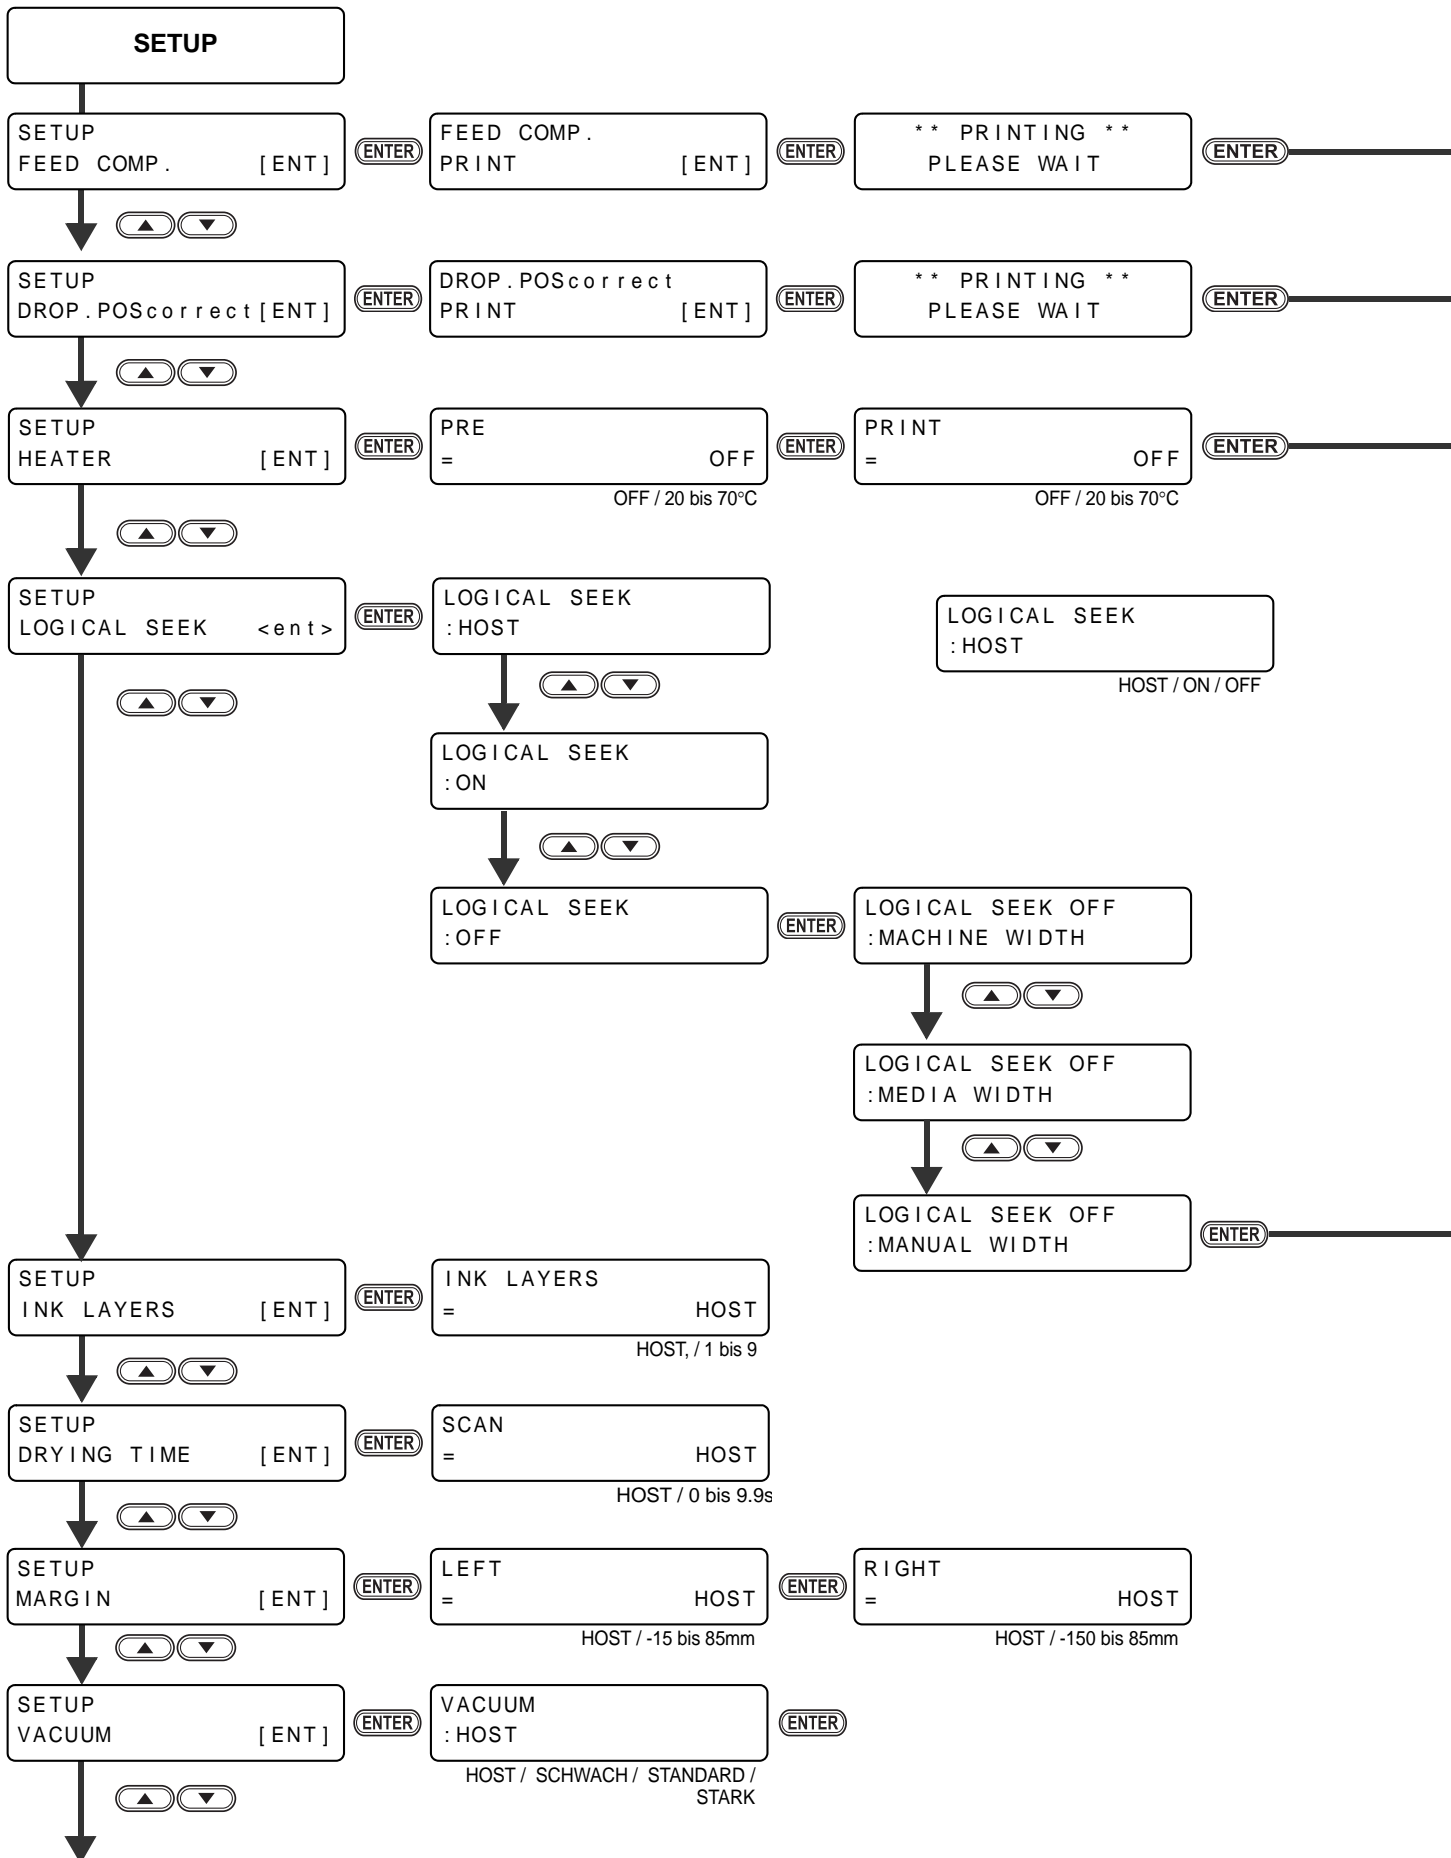 SETUP
SETUP
FEED COMP. [ENT]
ENTER
FEED COMP.
PRINT [ENT]
ENTER
** PRINTING **
PLEASE WAIT
ENTER
SETUP
DROP.POScorrect[ENT]
ENTER
DROP.POScorrect
PRINT [ENT]
ENTER
** PRINTING **
PLEASE WAIT
ENTER
SETUP
HEATER [ENT]
ENTER
PRE
= OFF
OFF / 20 bis 70°C
ENTER
PRINT
= OFF
OFF / 20 bis 70°C
ENTER
SETUP
LOGICAL SEEK <ent>
ENTER
LOGICAL SEEK
:HOST
LOGICAL SEEK
:HOST
HOST / ON / OFF
LOGICAL SEEK
:ON
LOGICAL SEEK
:OFF
ENTER
LOGICAL SEEK OFF
:MACHINE WIDTH
LOGICAL SEEK OFF
:MEDIA WIDTH
LOGICAL SEEK OFF
:MANUAL WIDTH
ENTER
SETUP
INK LAYERS [ENT]
ENTER
INK LAYERS
= HOST
HOST, / 1 bis 9
SETUP
DRYING TIME [ENT]
ENTER
SCAN
= HOST
HOST / 0 bis 9.9s
SETUP
MARGIN [ENT]
ENTER
LEFT
= HOST
HOST / -15 bis 85mm
ENTER
RIGHT
= HOST
HOST / -150 bis 85mm
SETUP
VACUUM [ENT]
ENTER
VACUUM
:HOST
HOST / SCHWACH / STANDARD /
STARK
ENTER